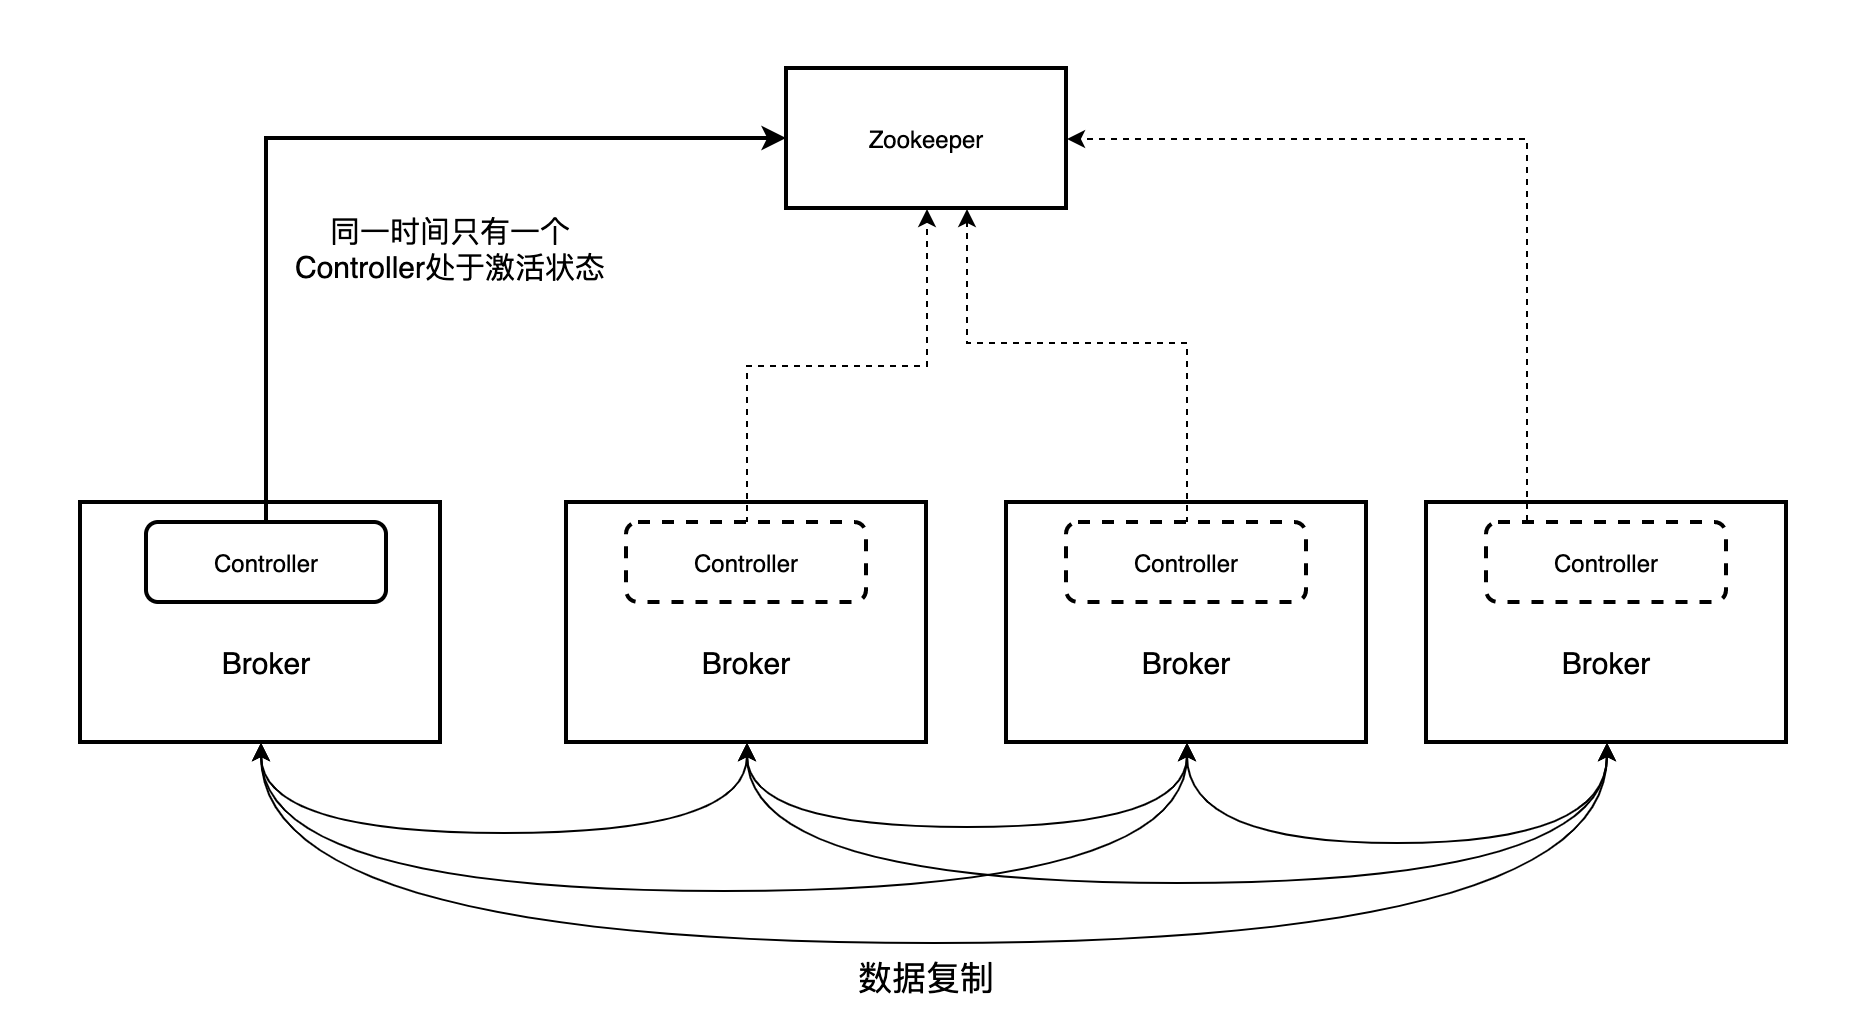 Zookeeper
同一时间只有一个
Controller处于激活状态
Controller
Controller
Controller
Controller
Broker
Broker
Broker
Broker
数据复制